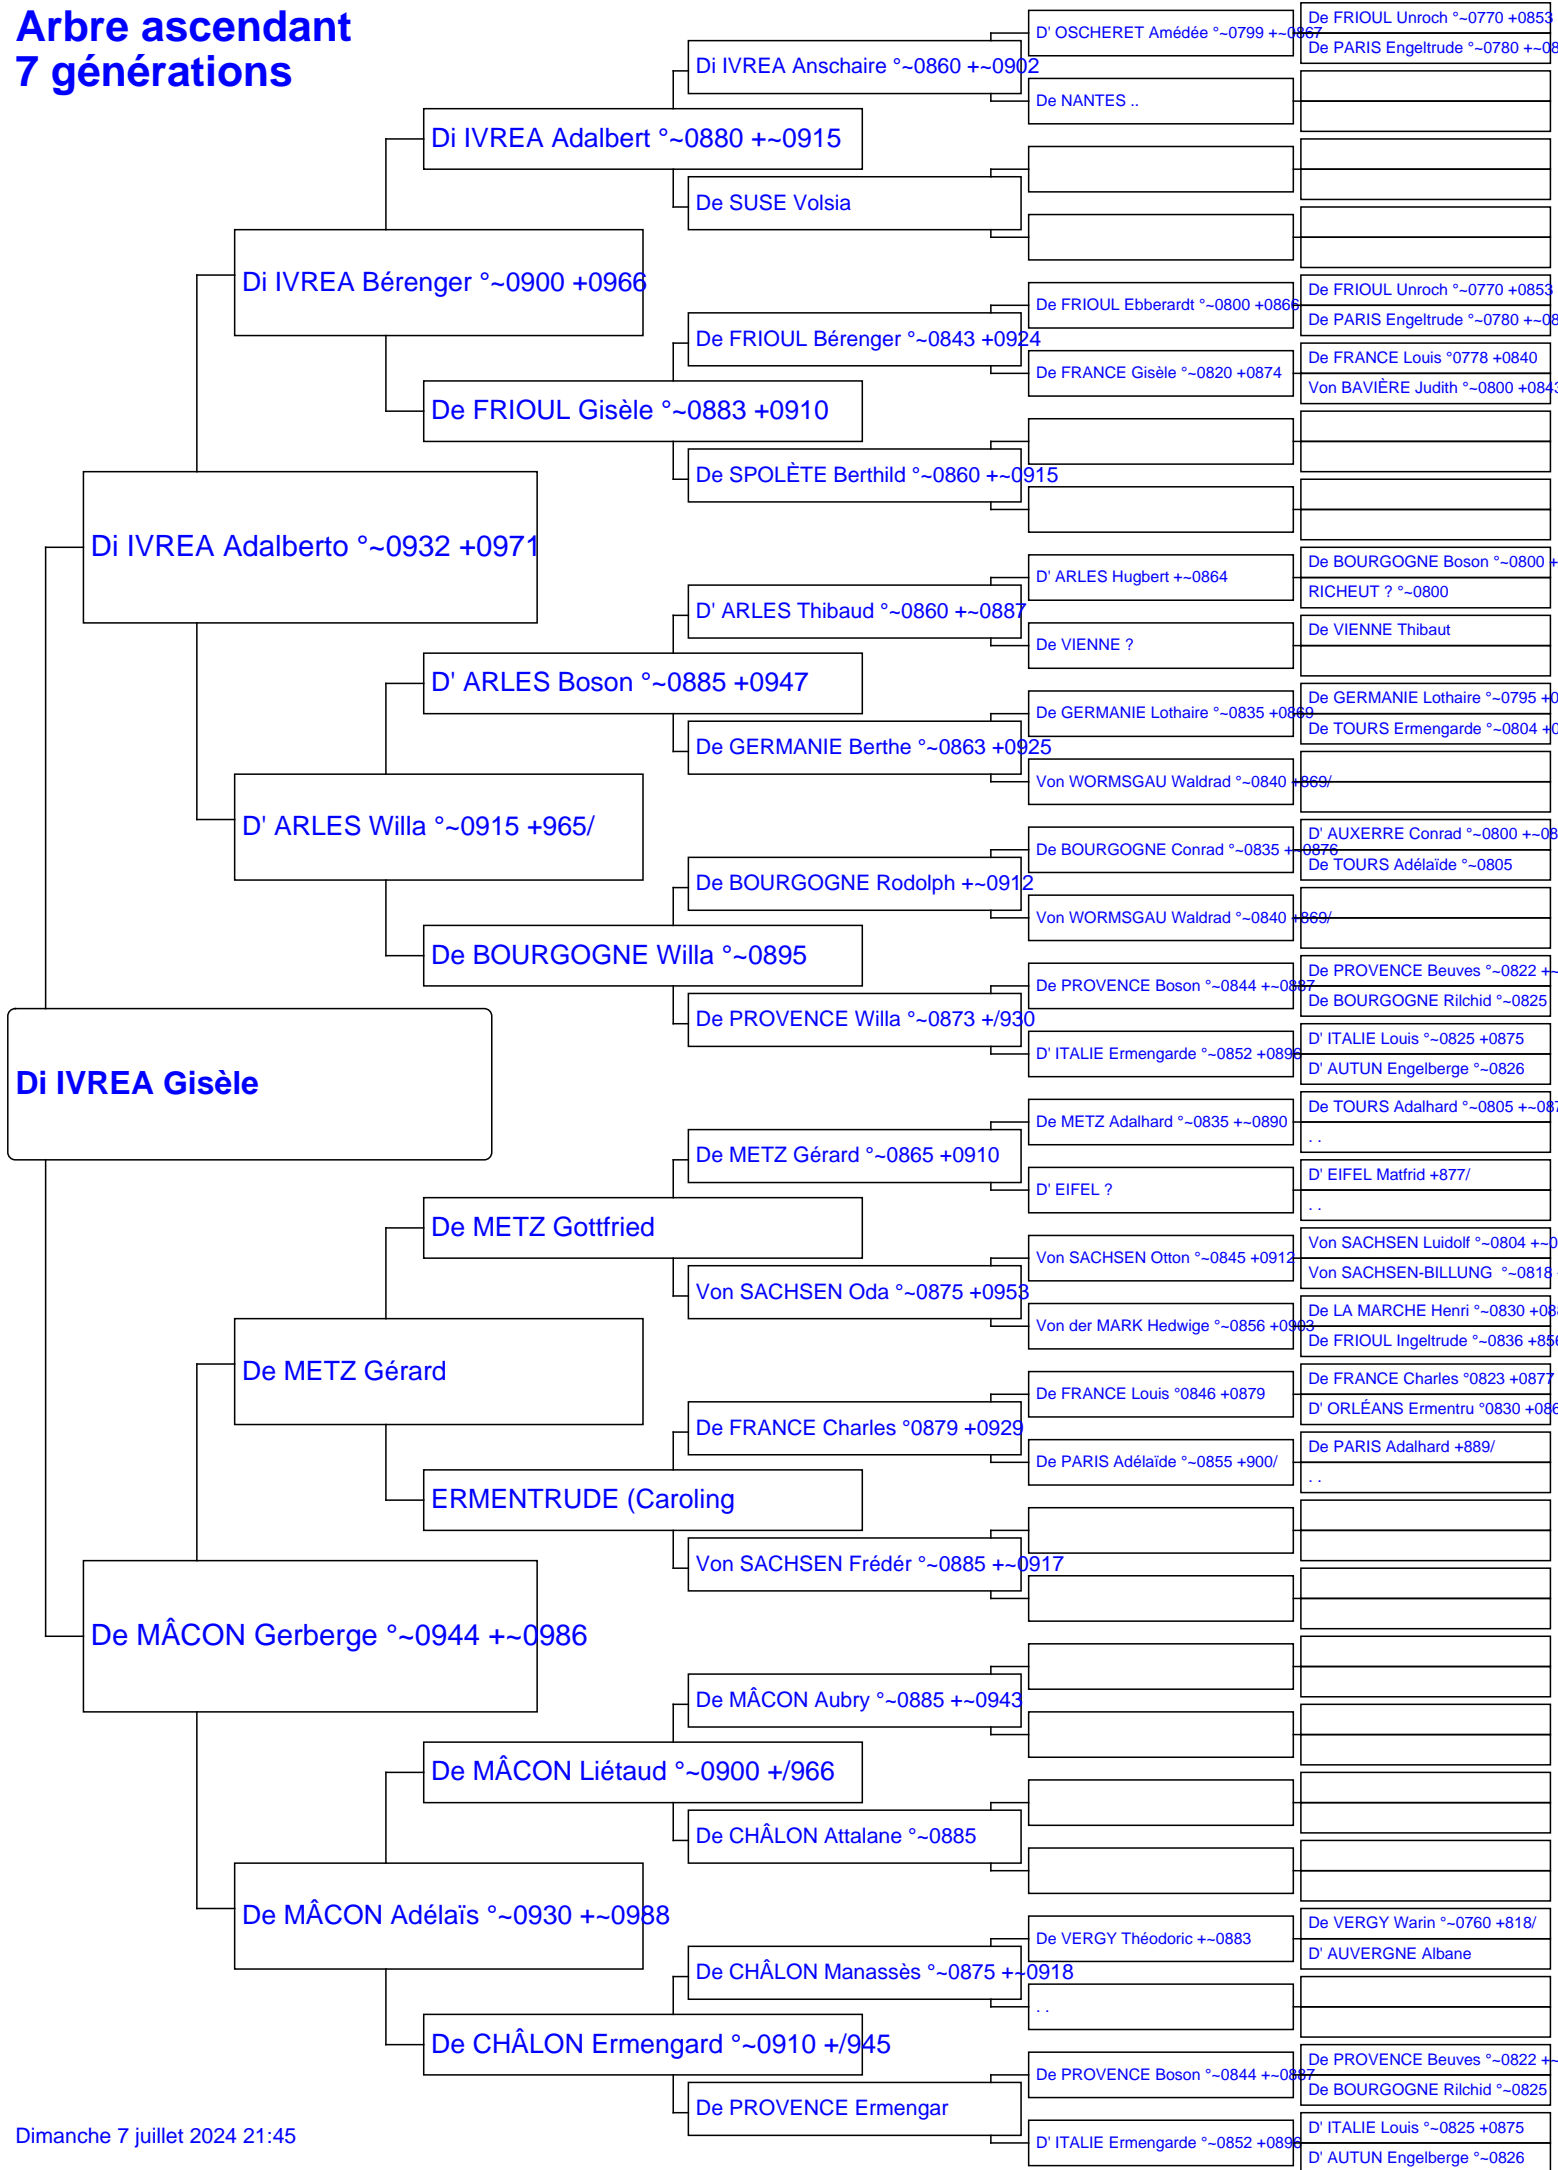 Arbre ascendant
7 générations
Di IVREA Gisèle
Di IVREA Adalberto °~0932 +0971
De MÂCON Gerberge °~0944 +~0986
Di IVREA Bérenger °~0900 +0966
D' ARLES Willa °~0915 +965/
De METZ Gérard
De MÂCON Adélaïs °~0930 +~0988
Di IVREA Adalbert °~0880 +~0915
De FRIOUL Gisèle °~0883 +0910
D' ARLES Boson °~0885 +0947
De BOURGOGNE Willa °~0895
De METZ Gottfried
ERMENTRUDE (Caroling
De MÂCON Liétaud °~0900 +/966
De CHÂLON Ermengard °~0910 +/945
Di IVREA Anschaire °~0860 +~0902
De SUSE Volsia
De FRIOUL Bérenger °~0843 +0924
De SPOLÈTE Berthild °~0860 +~0915
D' ARLES Thibaud °~0860 +~0887
De GERMANIE Berthe °~0863 +0925
De BOURGOGNE Rodolph +~0912
De PROVENCE Willa °~0873 +/930
De METZ Gérard °~0865 +0910
Von SACHSEN Oda °~0875 +0953
De FRANCE Charles °0879 +0929
Von SACHSEN Frédér °~0885 +~0917
De MÂCON Aubry °~0885 +~0943
De CHÂLON Attalane °~0885
De CHÂLON Manassès °~0875 +~0918
De PROVENCE Ermengar
D' OSCHERET Amédée °~0799 +~0867
De NANTES ..
De FRIOUL Ebberardt °~0800 +0866
De FRANCE Gisèle °~0820 +0874
D' ARLES Hugbert +~0864
De VIENNE ?
De GERMANIE Lothaire °~0835 +0869
Von WORMSGAU Waldrad °~0840 +869/
De BOURGOGNE Conrad °~0835 +~0876
Von WORMSGAU Waldrad °~0840 +869/
De PROVENCE Boson °~0844 +~0887
D' ITALIE Ermengarde °~0852 +0896
De METZ Adalhard °~0835 +~0890
D' EIFEL ?
Von SACHSEN Otton °~0845 +0912
Von der MARK Hedwige °~0856 +0903
De FRANCE Louis °0846 +0879
De PARIS Adélaïde °~0855 +900/
De VERGY Théodoric +~0883
. .
De PROVENCE Boson °~0844 +~0887
D' ITALIE Ermengarde °~0852 +0896
De FRIOUL Unroch °~0770 +0853
De PARIS Engeltrude °~0780 +~08
De FRIOUL Unroch °~0770 +0853
De PARIS Engeltrude °~0780 +~08
De FRANCE Louis °0778 +0840
Von BAVIÈRE Judith °~0800 +0843
De BOURGOGNE Boson °~0800 +
RICHEUT ? °~0800
De VIENNE Thibaut
De GERMANIE Lothaire °~0795 +0
De TOURS Ermengarde °~0804 +0
D' AUXERRE Conrad °~0800 +~08
De TOURS Adélaïde °~0805
De PROVENCE Beuves °~0822 +~
De BOURGOGNE Rilchid °~0825
D' ITALIE Louis °~0825 +0875
D' AUTUN Engelberge °~0826
De TOURS Adalhard °~0805 +~087
. .
D' EIFEL Matfrid +877/
. .
Von SACHSEN Luidolf °~0804 +~0
Von SACHSEN-BILLUNG °~0818
De LA MARCHE Henri °~0830 +08
De FRIOUL Ingeltrude °~0836 +856
De FRANCE Charles °0823 +0877
D' ORLÉANS Ermentru °0830 +086
De PARIS Adalhard +889/
. .
De VERGY Warin °~0760 +818/
D' AUVERGNE Albane
De PROVENCE Beuves °~0822 +~
De BOURGOGNE Rilchid °~0825
D' ITALIE Louis °~0825 +0875
D' AUTUN Engelberge °~0826
Dimanche 7 juillet 2024 21:45